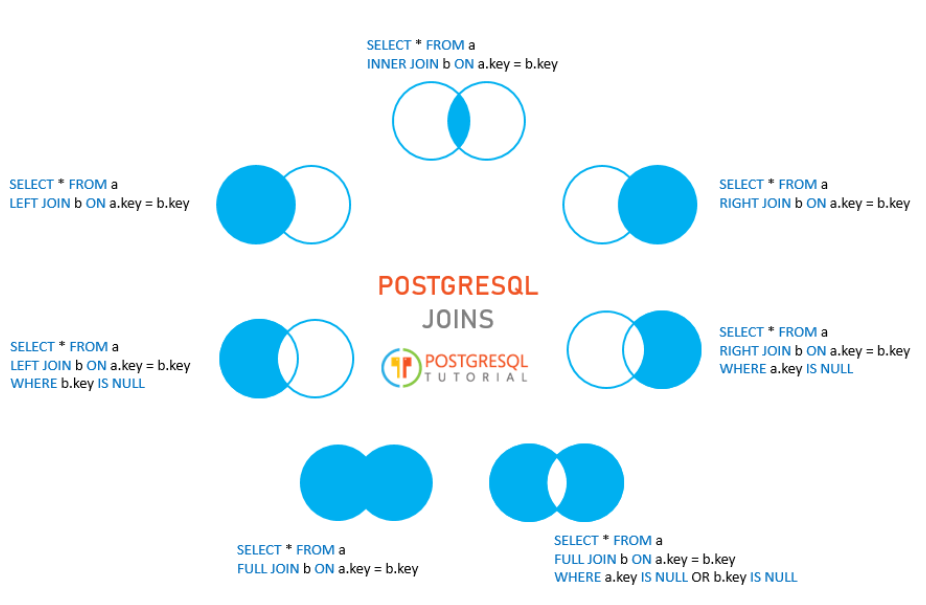 SELECT * FROM a
INNER JOIN b ON a.key = b.key
SELECT * FROM a
LEFT JOIN b ON a.key = b.key
SELECT * FROM a
RIGHT JOIN b ON a.key = b.key
POSTGRESQL
JOINS
POSTGRESQL
TUTORIAL
SELECT * FROM a
LEFT JOIN b ON a.key = b.key
WHERE b.key IS NULL
SELECT * FROM a
RIGHT JOIN b ON a.key = b.key
WHERE a.key IS NULL
SELECT * FROM a
FULL JOIN b ON a.key = b.key
SELECT * FROM a
FULL JOIN b ON a.key = b.key
WHERE a.key IS NULL OR b.key IS NULL